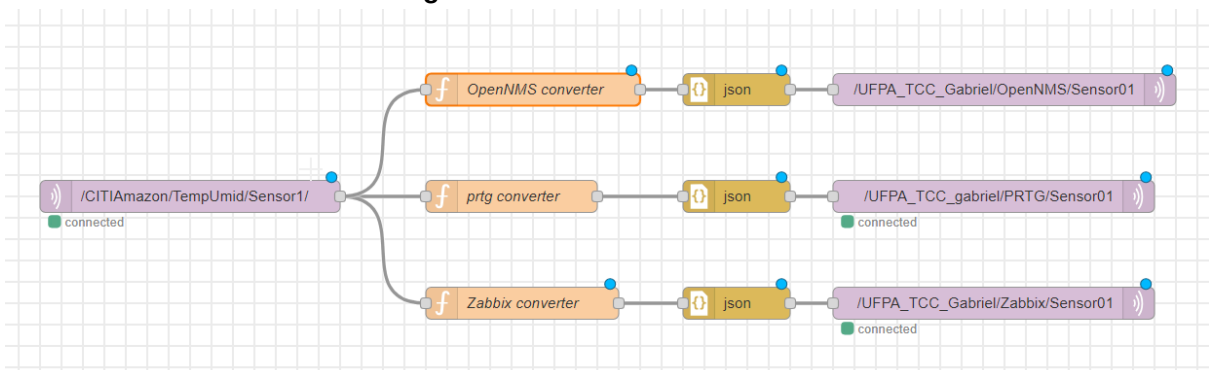 g
OpenNMS converter
json
/UFPA_TCC_Gabriel/OpenNMS/Sensor01
/CITIAmazon/TempUmid/Sensor1/
connected
prtg converter
json
/UFPA_TCC_gabriel/PRTG/Sensor01
connected
Zabbix converter
json
/UFPA_TCC_Gabriel/Zabbix/Sensor01
connected